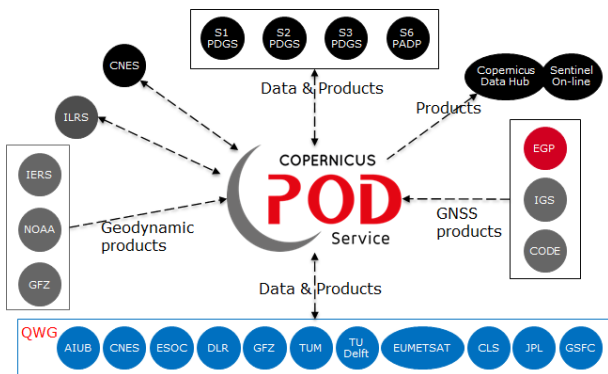 S1
PDGS
S2
PDGS
S3
PDGS
S6
PADP
CNES
Data & Products
Products
Copernicus
Data Hub
Sentinel
On-line
ILRS
IERS
NOAA
GFZ
Geodynamic
products
COPERNICUS
POD
Service
GNSS
products
EGP
IGS
CODE
Data & Products
QWG
AIUB
CNES
ESOC
DLR
GFZ
TUM
TU
Delft
EUMETSAT
CLS
JPL
GSFC